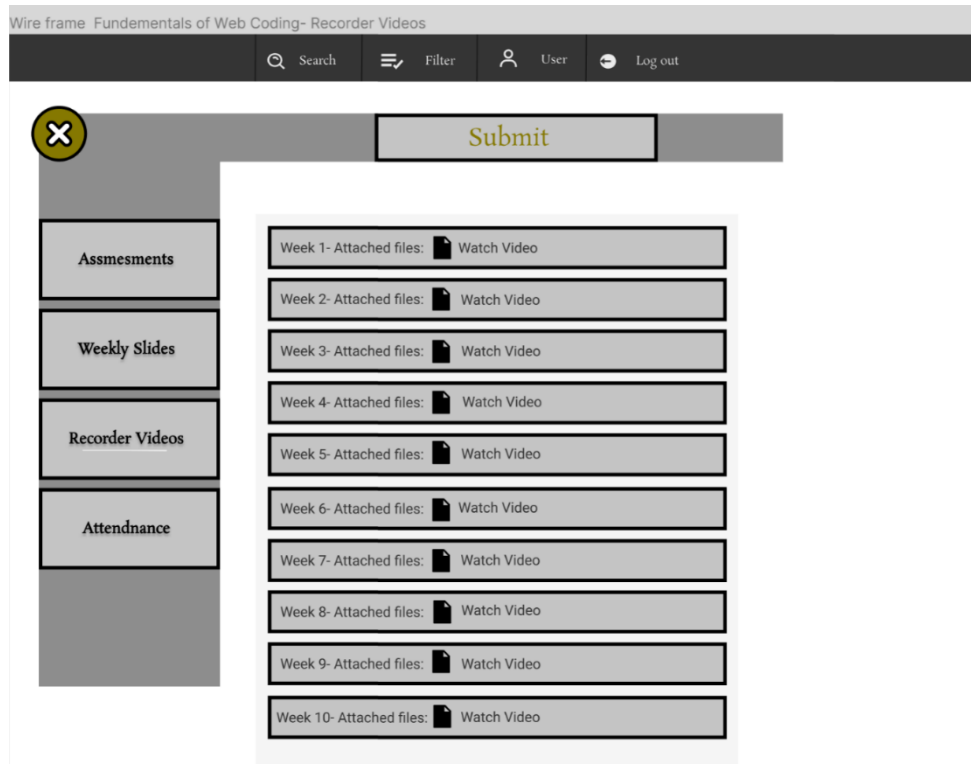 Wire frame Fundementals of Web Coding- Recorder Videos
Search Filter User Log out
Submit
Assmesments
Weekly Slides
Recorder Videos
Attendnance
Week 1- Attached files: Watch Video
Week 2- Attached files: Watch Video
Week 3- Attached files: Watch Video
Week 4- Attached files: Watch Video
Week 5- Attached files: Watch Video
Week 6- Attached files: Watch Video
Week 7- Attached files: Watch Video
Week 8- Attached files: Watch Video
Week 9- Attached files: Watch Video
Week 10- Attached files: Watch Video